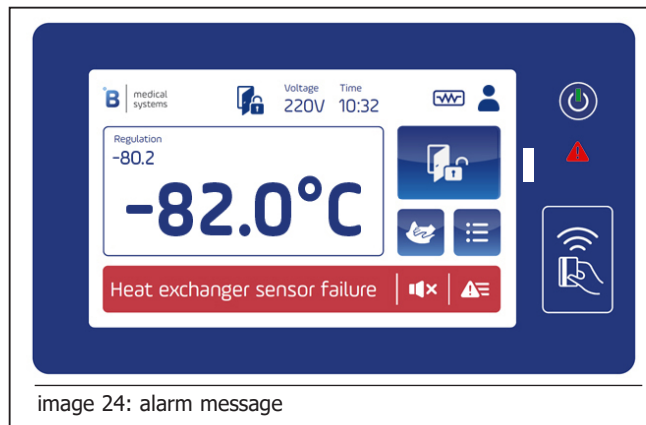 B medical systems
Voltage Time
220V 10:32
Regulation
-80.2
-82.0°C
Heat exchanger sensor failure
image 24: alarm message